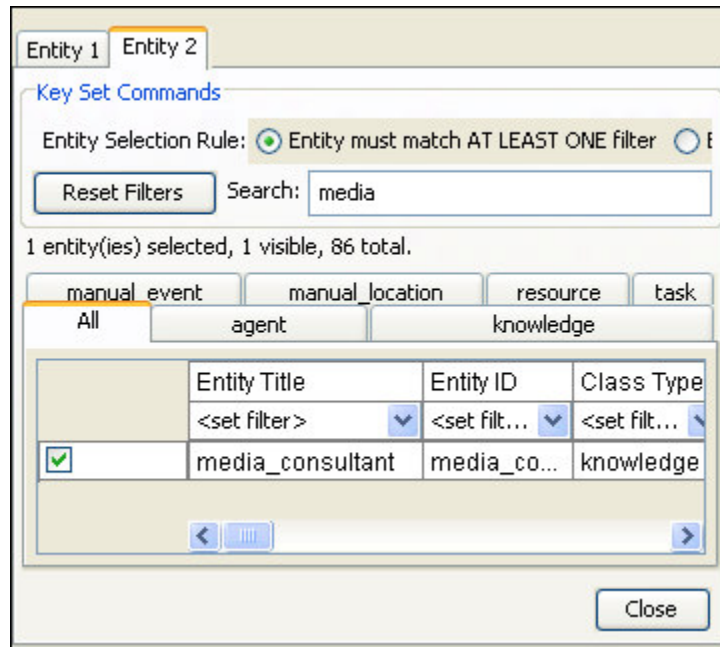 Entity 1 Entity 2
Key Set Commands
Entity Selection Rule: Entity must match AT LEAST ONE filter
Reset Filters Search: media
1 entity(ies) selected, 1 visible, 86 total.
manual_event manual_location resource task
All agent knowledge
Entity Title Entity ID Class Type
<set filter> <set filt... <set filt...
media_consultant media_co... knowledge
Close